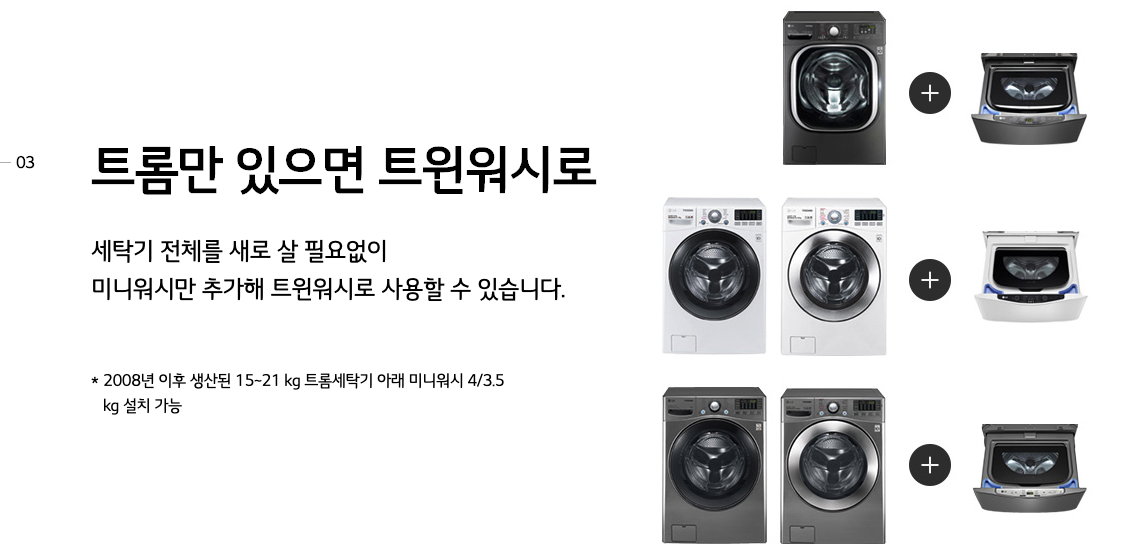 03
트롬만 있으면 트윈워시로
세탁기 전체를 새로 살 필요없이
미니워시만 추가해 트윈워시로 사용할 수 있습니다.
* 2008년 이후 생산된 15~21 kg 트롬세탁기 아래 미니워시 4/3.5
kg 설치 가능